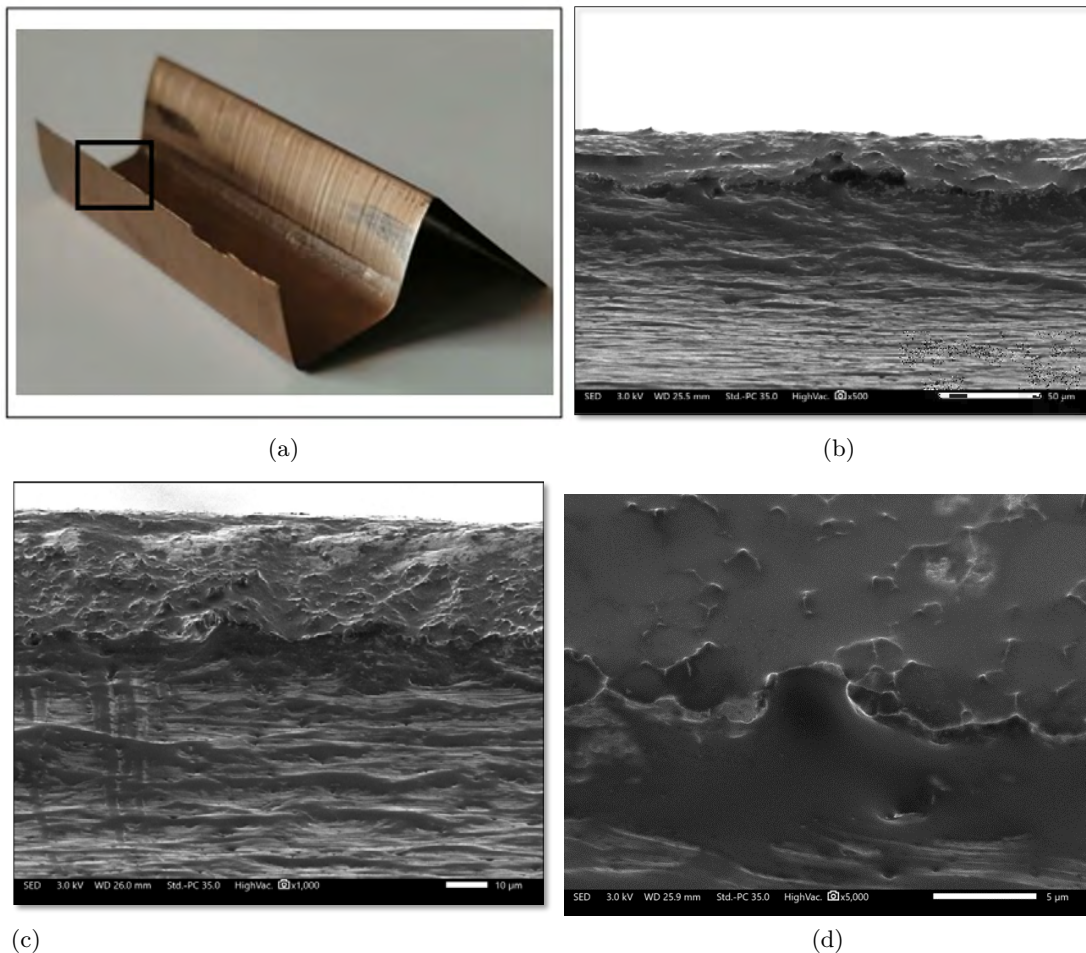 (a)
SED 3.0 kV WD 25.5 mm Std.-PC 35.0 HighVac. x500 50 µm
(b)
SED 3.0 kV WD 26.0 mm Std.-PC 35.0 HighVac. x1,000 10 µm
(c)
SED 3.0 kV WD 25.9 mm Std.-PC 35.0 HighVac. x5,000 5 µm
(d)